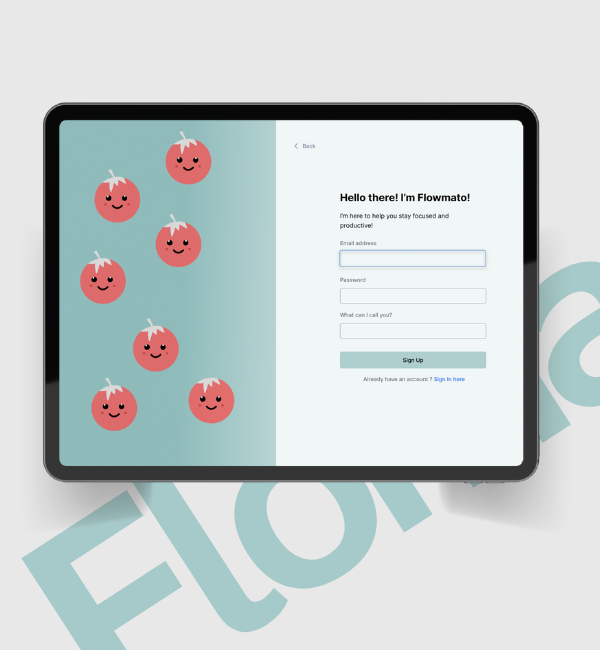 Back
Hello there! I'm Flowmato!
I'm here to help you stay focused and
productive!
Email address
Password
What can I call you?
Sign Up
Already have an account ? Sign In here